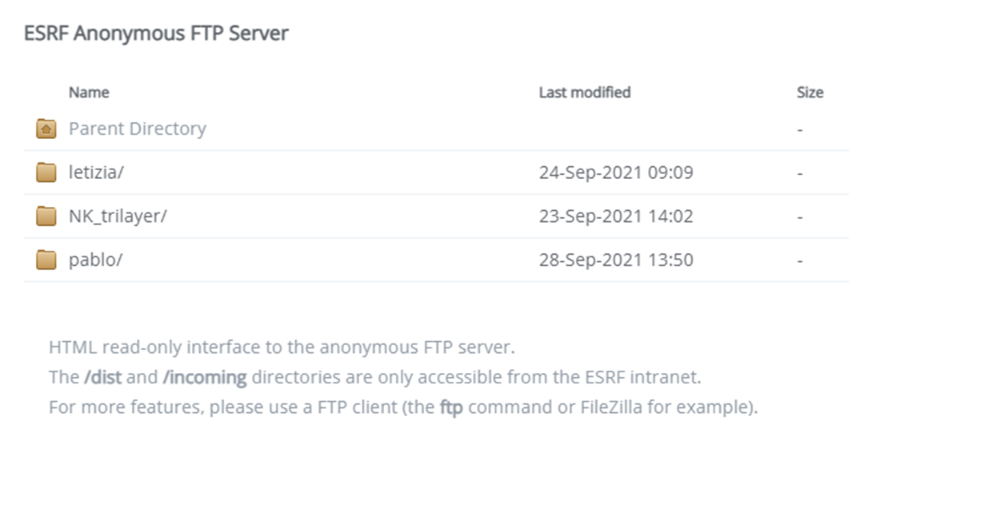 ESRF Anonymous FTP Server
Name Last modified Size
Parent Directory -
letizia/ 24-Sep-2021 09:09 -
NK_trilayer/ 23-Sep-2021 14:02 -
pablo/ 28-Sep-2021 13:50 -
HTML read-only interface to the anonymous FTP server.
The /dist and /incoming directories are only accessible from the ESRF intranet.
For more features, please use a FTP client (the ftp command or FileZilla for example).